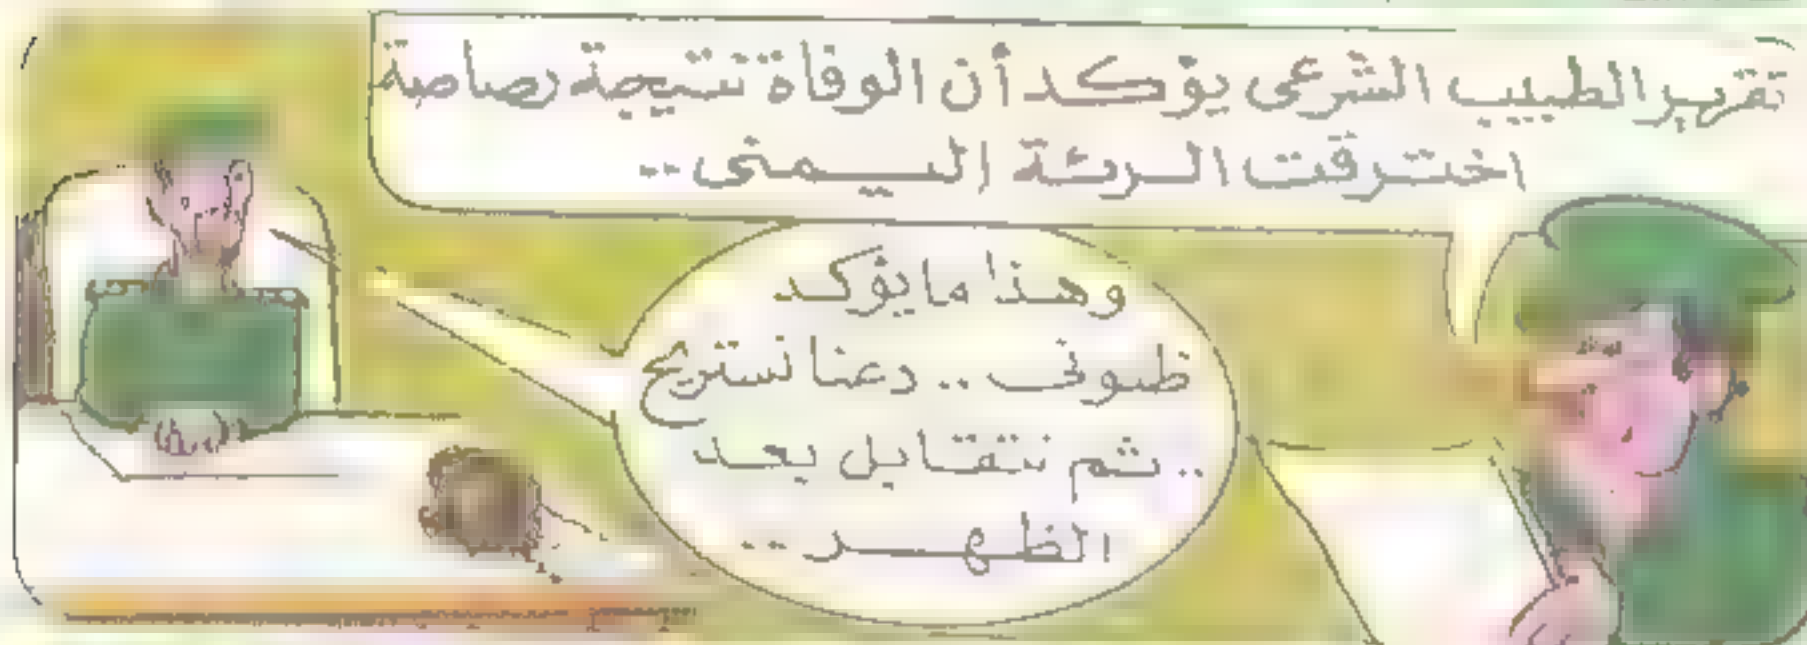 تقرير الطبيب الشرعى يؤكد أن الوفاة نتيجة رصاصة
اخترقت الرئة اليمنى ..
وهذا ما يؤكد
ظنونى .. دعنا نستريح
.. ثم نتقابل بعد
الظهر ..